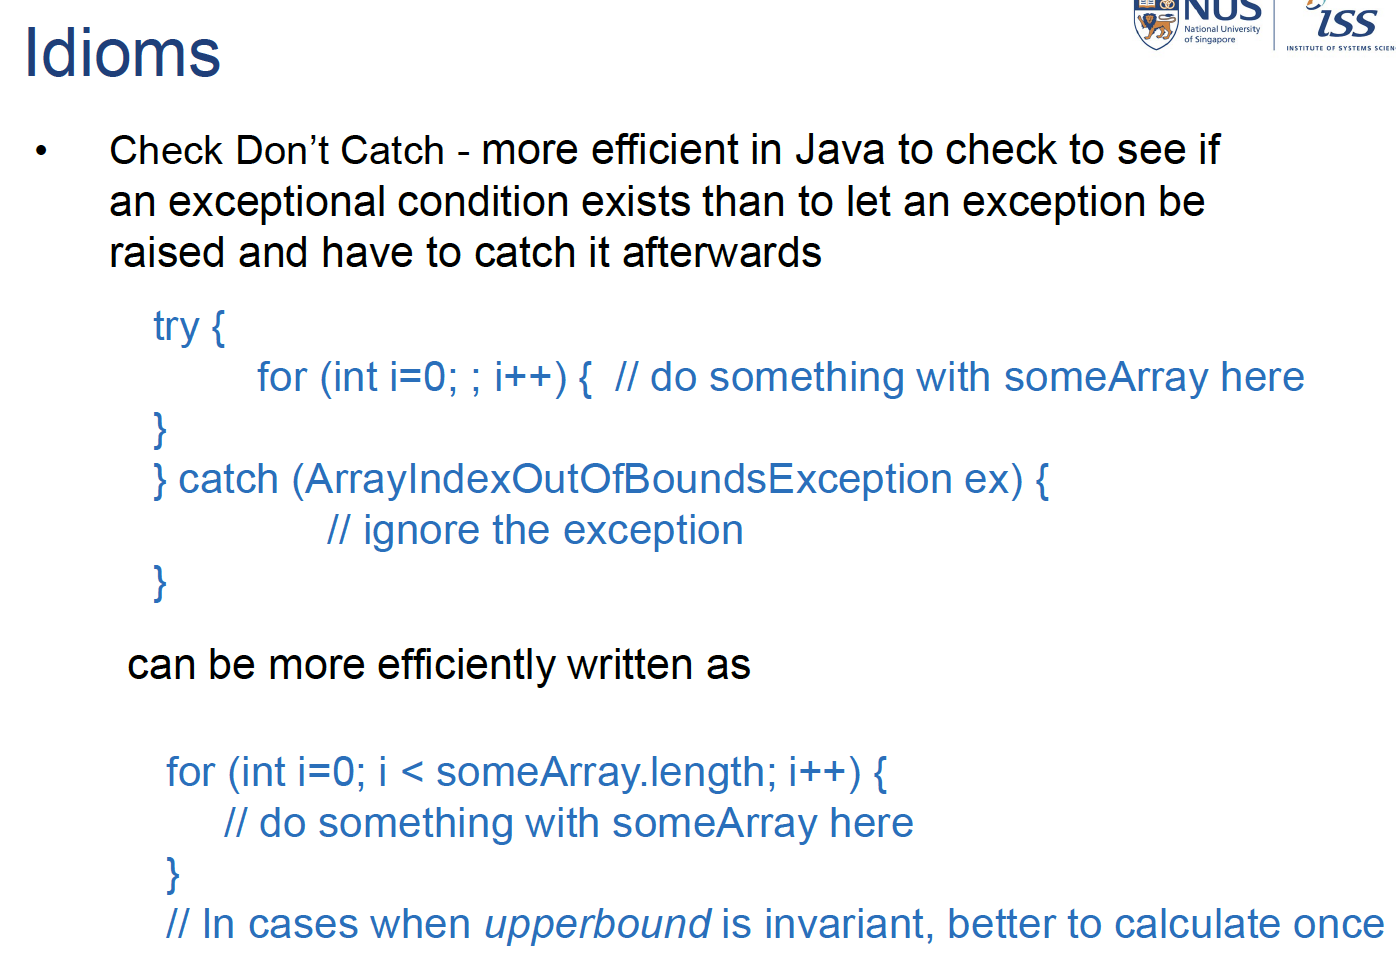 NUS
National University
of Singapore
iss
INSTITUTE OF SYSTEMS SCIEN
Idioms
• Check Don’t Catch - more efficient in Java to check to see if
an exceptional condition exists than to let an exception be
raised and have to catch it afterwards
try {
for (int i=0; ; i++) { // do something with someArray here
}
} catch (ArrayIndexOutOfBoundsException ex) {
// ignore the exception
}
can be more efficiently written as
for (int i=0; i < someArray.length; i++) {
// do something with someArray here
}
// In cases when upperbound is invariant, better to calculate once